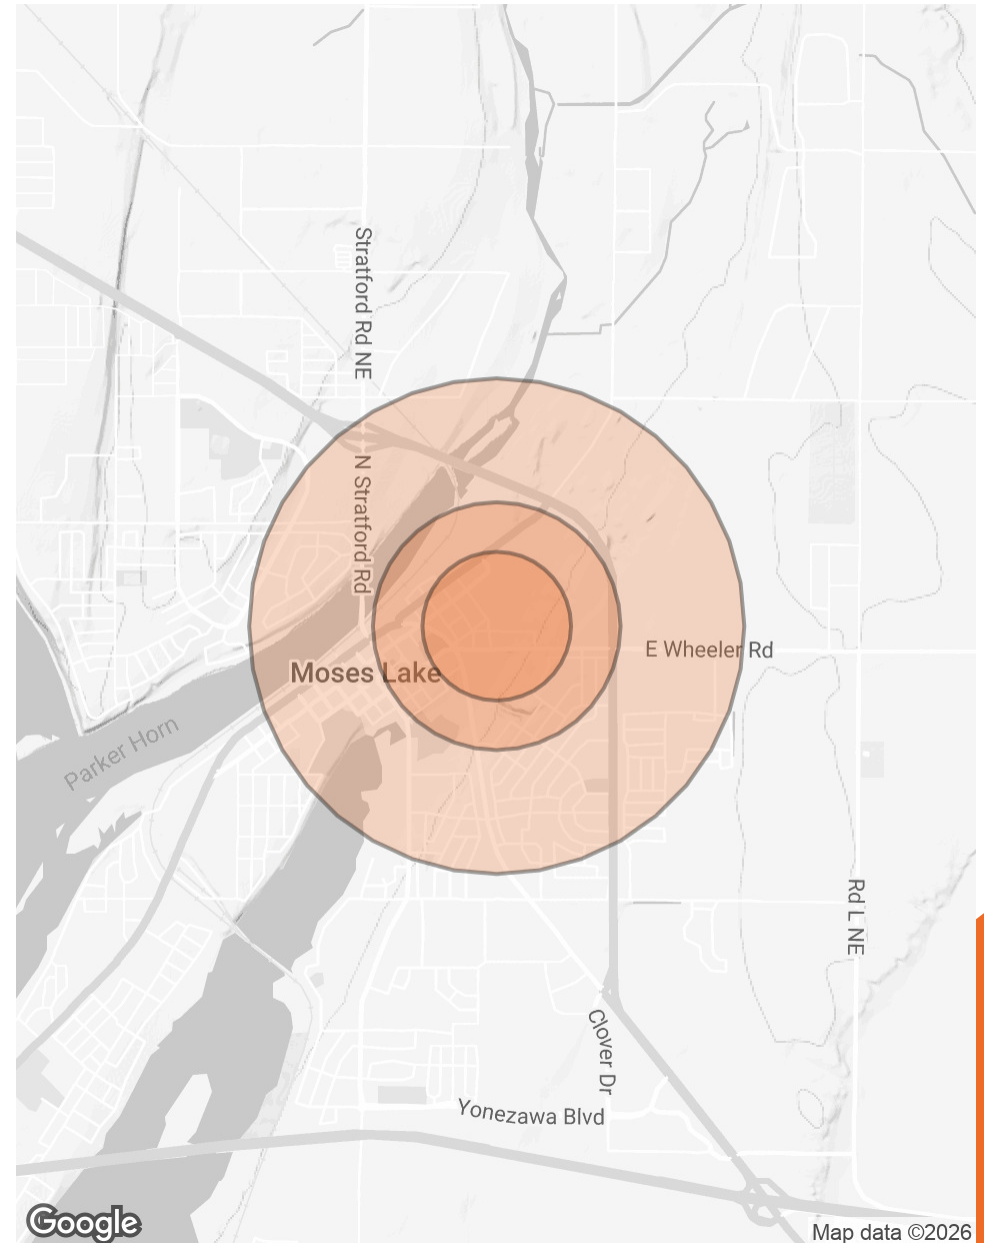 Stratford Rd NE
N Stratford Rd
E Wheeler Rd
Moses Lake
Parker Horn
Rd L NE
Clover Dr
Yonezawa Blvd
Google
Map data ©2026